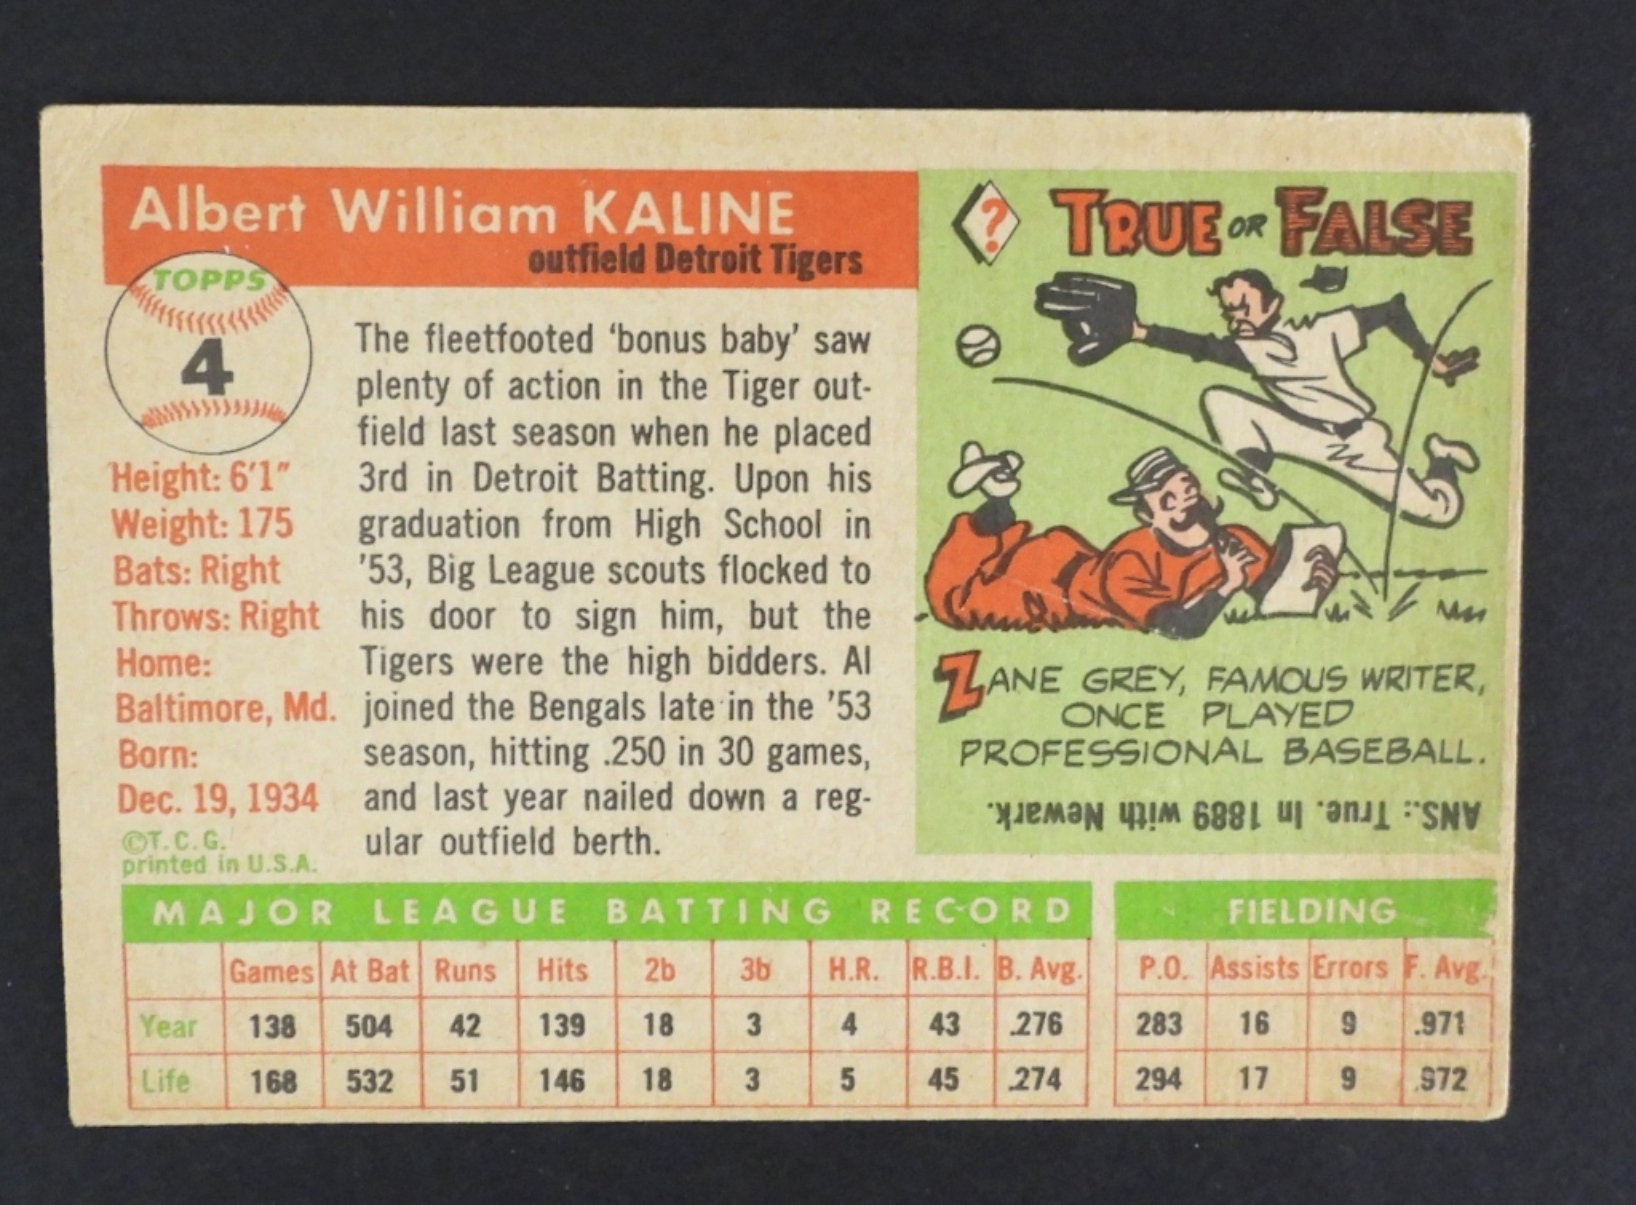 Albert William KALINE
outfield Detroit Tigers
TOPPS
4
Height: 6'1"
Weight: 175
Bats: Right
Throws: Right
Home:
Baltimore, Md.
Born:
Dec. 19, 1934
©T.C.G.
printed in U.S.A.
The fleetfooted 'bonus baby' saw
plenty of action in the Tiger out-
field last season when he placed
3rd in Detroit Batting. Upon his
graduation from High School in
'53, Big League scouts flocked to
his door to sign him, but the
Tigers were the high bidders. Al
joined the Bengals late in the '53
season, hitting .250 in 30 games,
and last year nailed down a reg-
ular outfield berth.
?
TRUE OR FALSE
ZANE GREY, FAMOUS WRITER,
ONCE PLAYED
PROFESSIONAL BASEBALL.
ANS.: True. In 1889 with Newark.
MAJOR LEAGUE BATTING RECORD
Games At Bat Runs Hits 2b 3b H.R. R.B.I. B. Avg.
Year 138 504 42 139 18 3 4 43 .276
Life 168 532 51 146 18 3 5 45 .274
FIELDING
P.O. Assists Errors F. Avg.
283 16 9 .971
294 17 9 .972